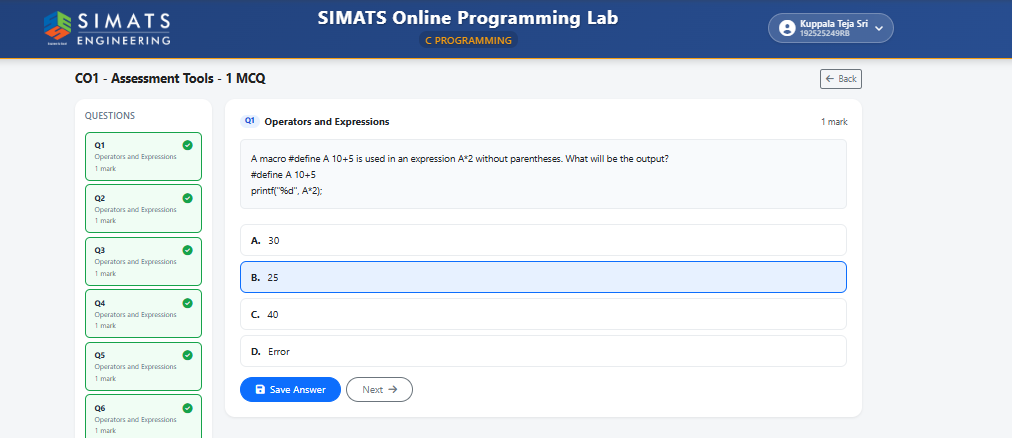 SIMATS
ENGINEERING
SIMATS Online Programming Lab
C PROGRAMMING
Kuppala Teja Sri
192525249RB
CO1 - Assessment Tools - 1 MCQ
← Back
QUESTIONS
Q1
Operators and Expressions
1 mark
Q2
Operators and Expressions
1 mark
Q3
Operators and Expressions
1 mark
Q4
Operators and Expressions
1 mark
Q5
Operators and Expressions
1 mark
Q6
Operators and Expressions
1 mark
Q1 Operators and Expressions
1 mark
A macro #define A 10+5 is used in an expression A*2 without parentheses. What will be the output?
#define A 10+5
printf("%d", A*2);
A. 30
B. 25
C. 40
D. Error
Save Answer
Next →